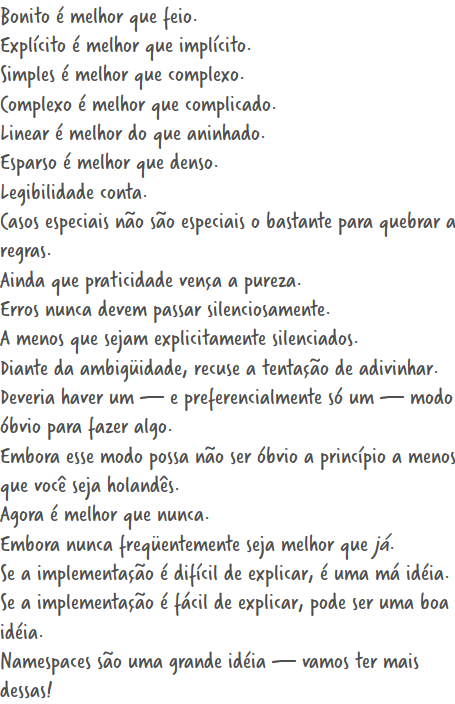 Bonito é melhor que feio.
Explícito é melhor que implícito.
Simples é melhor que complexo.
Complexo é melhor que complicado.
Linear é melhor do que aninhado.
Esparso é melhor que denso.
Legibilidade conta.
Casos especiais não são especiais o bastante para quebrar a
regras.
Ainda que praticidade vença a pureza.
Erros nunca devem passar silenciosamente.
A menos que sejam explicitamente silenciados.
Diante da ambigüidade, recuse a tentação de adivinhar.
Deveria haver um — e preferencialmente só um — modo
óbvio para fazer algo.
Embora esse modo possa não ser óbvio a princípio a menos
que você seja holandês.
Agora é melhor que nunca.
Embora nunca freqüentemente seja melhor que já.
Se a implementação é difícil de explicar, é uma má idéia.
Se a implementação é fácil de explicar, pode ser uma boa
idéia.
Namespaces são uma grande idéia — vamos ter mais
dessas!